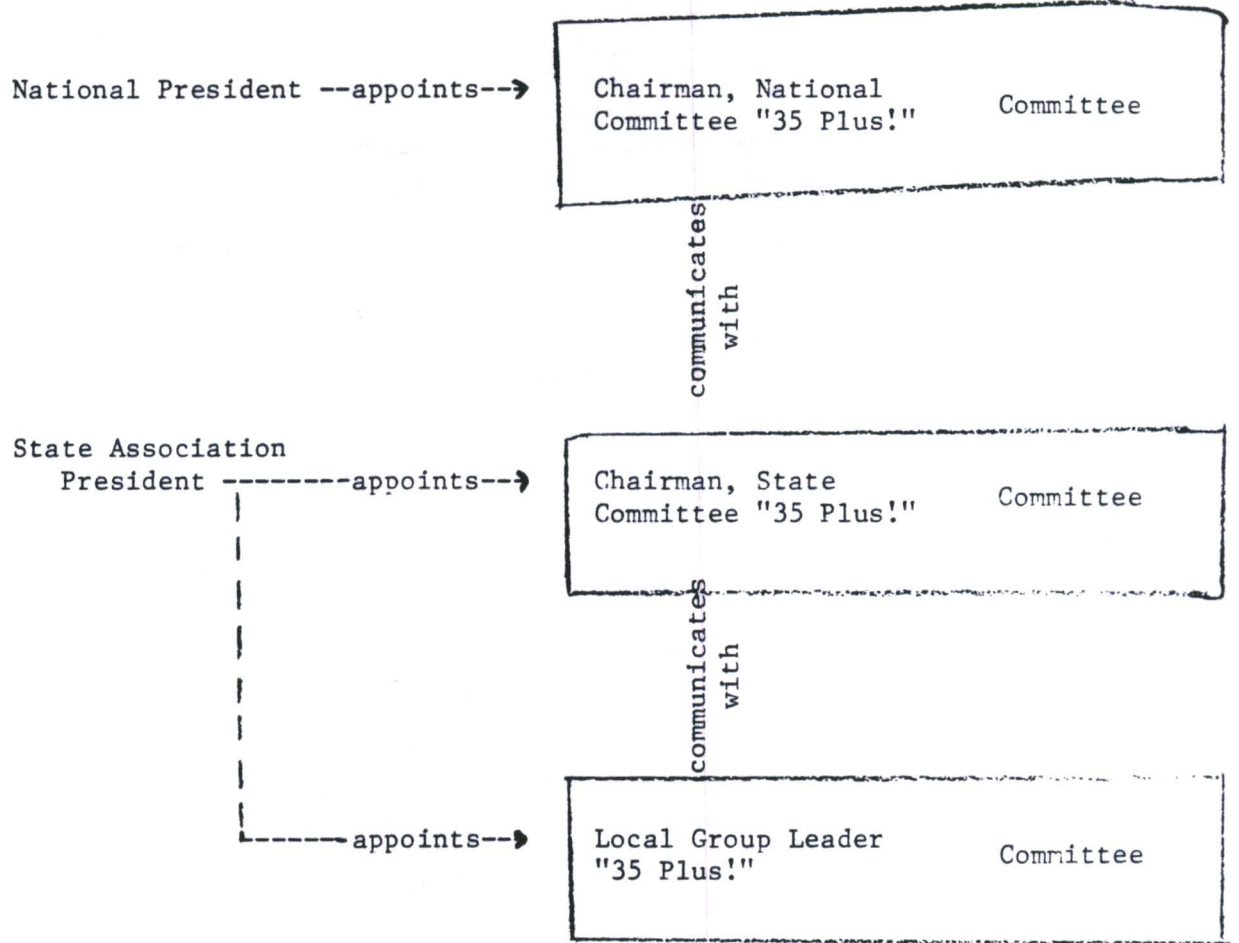 National President --appoints-->
Chairman, National
Committee "35 Plus!"
Committee
communicates
with
State Association
President --------appoints-->
Chairman, State
Committee "35 Plus!"
Committee
communicates
with
-------appoints-->
Local Group Leader
"35 Plus!"
Committee